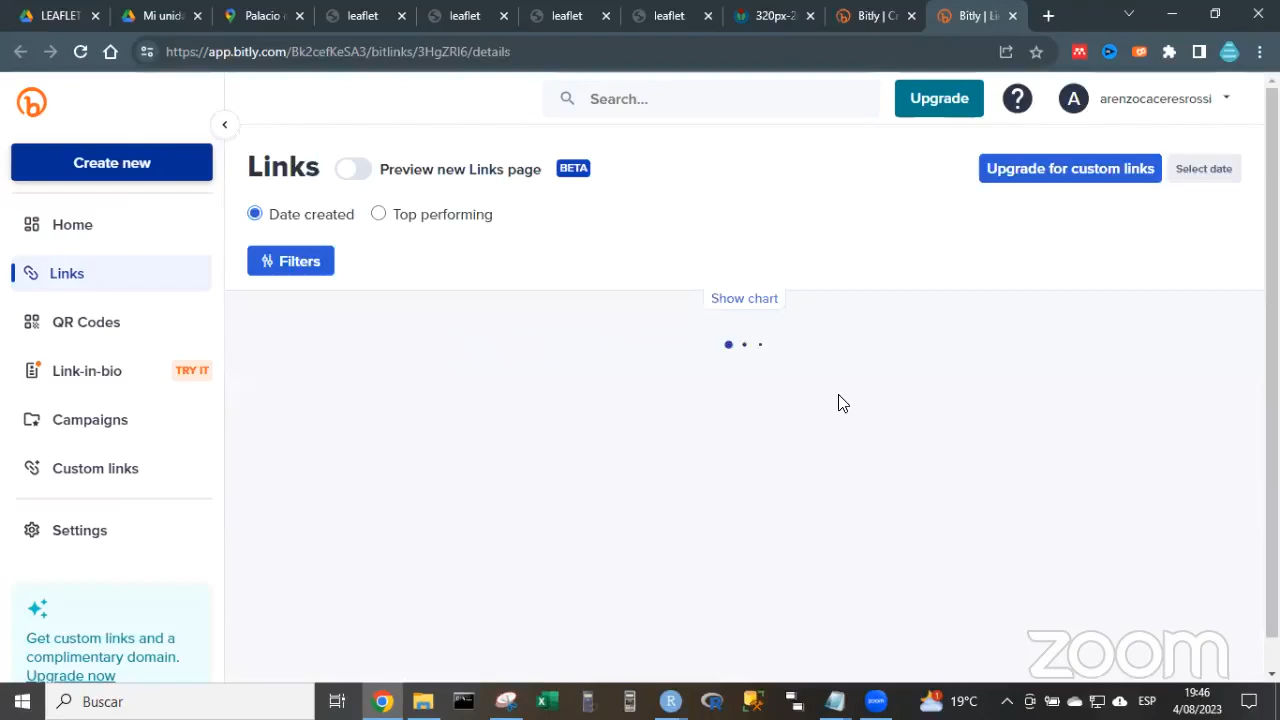 LEAFLET
Mi unida
Palacio
leaflet
leaflet
leaflet
leaflet
320px-2
Bitly | Cr
Bitly | Li
https://app.bitly.com/Bk2cefKeSA3/bitlinks/3HgZRl6/details
Search...
Upgrade
?
A
arenzocaceresrossi
Create new
Links
Preview new Links page
BETA
Upgrade for custom links
Select date
Date created
Top performing
Home
Filters
Links
Show chart
QR Codes
Link-in-bio
TRY IT
Campaigns
Custom links
Settings
Get custom links and a
complimentary domain.
Upgrade now
zoom
Buscar
zoom
1
19°C
ESP
19:46
4/08/2023